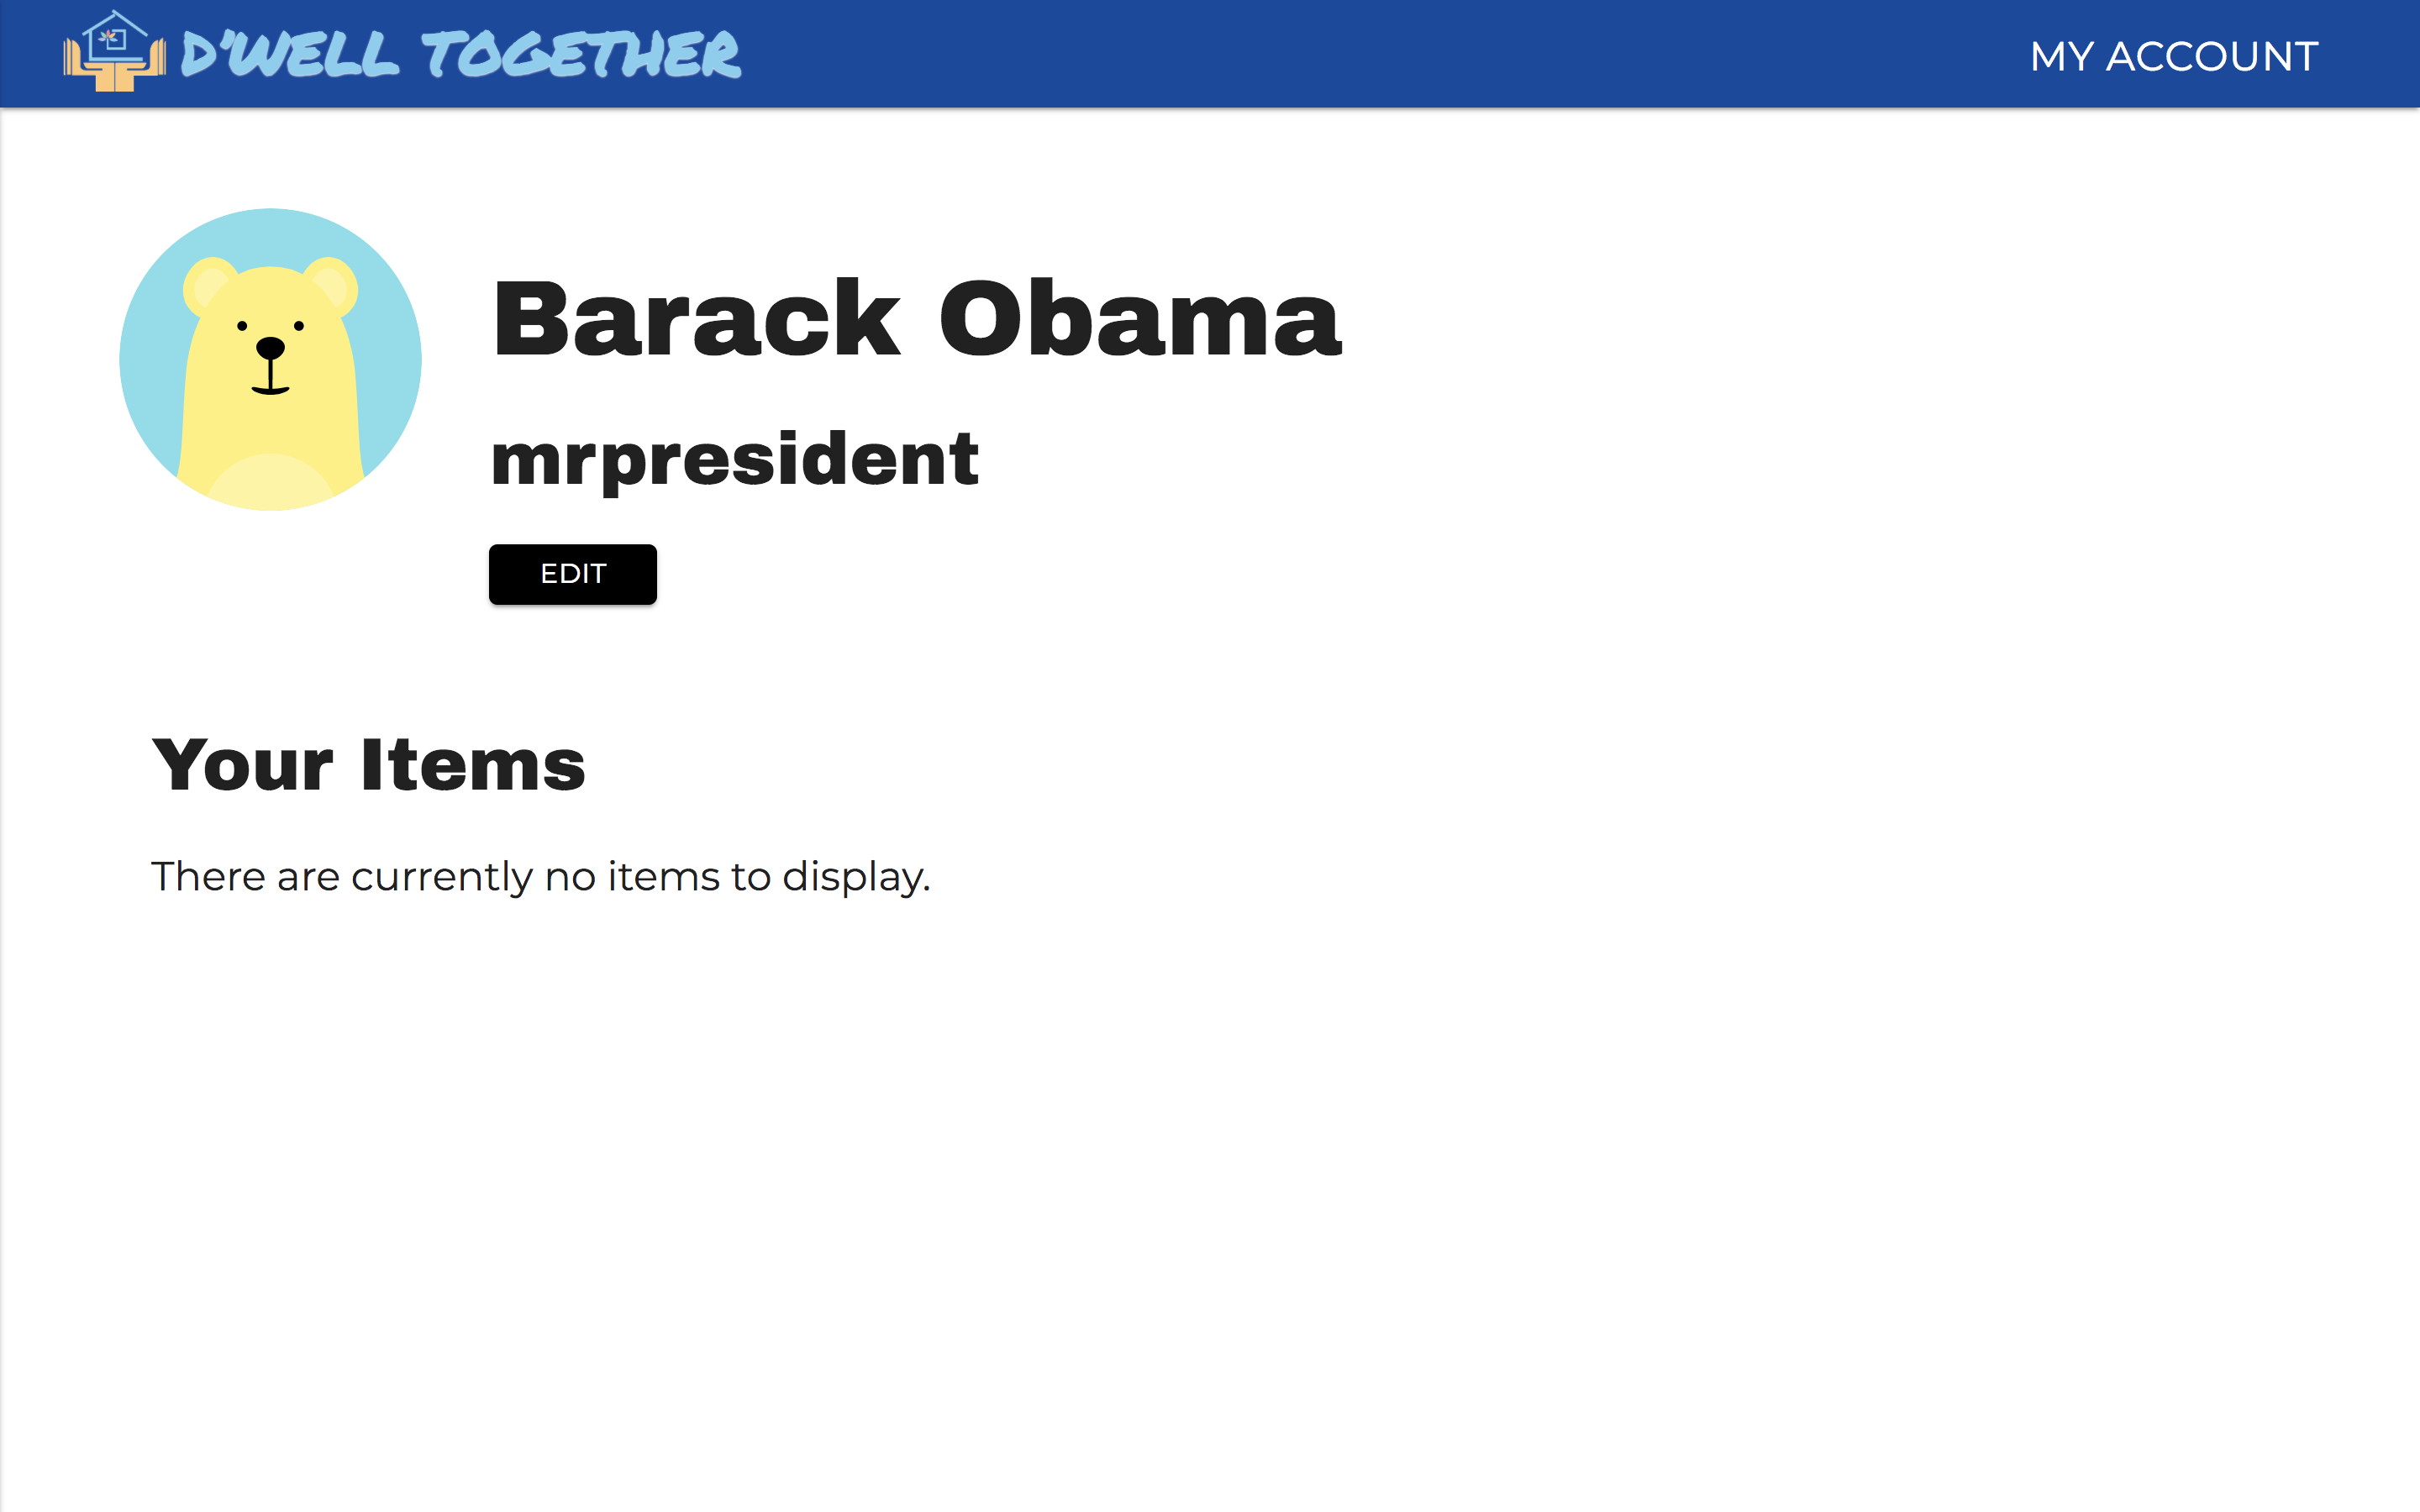 D'WELL TOGETHER
MY ACCOUNT
Barack Obama
mrpresident
EDIT
Your Items
There are currently no items to display.